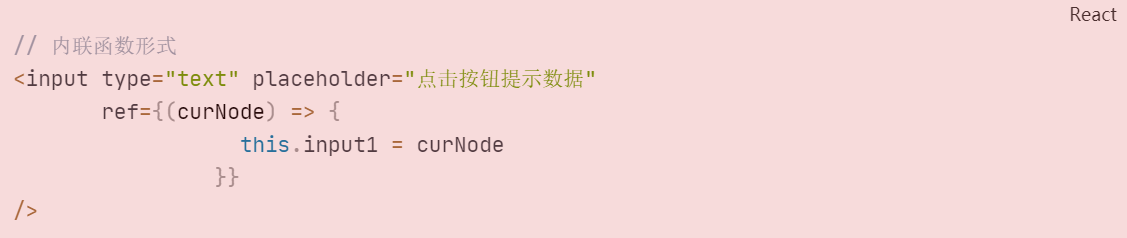 React
// 内联函数形式
<input type="text" placeholder="点击按钮提示数据"
ref={(curNode) => {
this.input1 = curNode
}}
/>